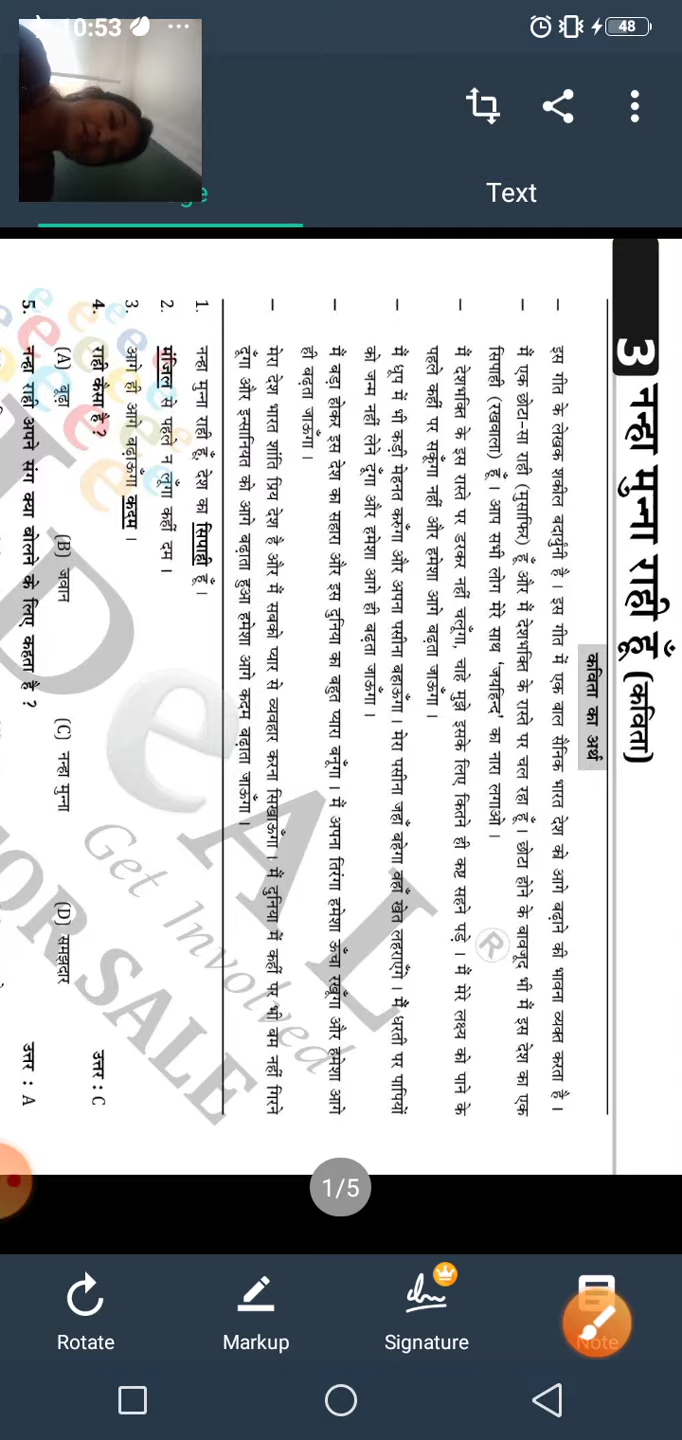 10:53
48
Text
3 नन्हा मुन्ना राही हूँ (कविता)
कविता का अर्थ
– इस गीत के लेखक शकील बदायुँनी है। इस गीत में एक बाल सैनिक भारत देश को आगे बढ़ाने की भावना व्यक्त करता है।
– मैं एक छोटा-सा राही (मुसाफिर) हूँ और मैं देशभक्ति के रास्ते पर चल रहा हूँ। छोटा होने के बावजूद भी मैं इस देश का एक
सिपाही (रखवाला) हूँ। आप सभी लोग मेरे साथ 'जयहिन्द' का नारा लगाओ।
– मैं देशभक्ति के इस रास्ते पर डरकर नहीं चलूँगा, चाहे मुझे इसके लिए कितने ही कष्ट सहने पड़े। मैं मेरे लक्ष्य को पाने के
पहले कहीं पर सकूँगा नहीं और हमेशा आगे बढ़ता जाऊँगा।
– मैं धूप में भी कड़ी मेहनत करुँगा और अपना पसीना बहाऊँगा। मेरा पसीना जहाँ बहेगा वहाँ खेत लहराएँगे। मैं धरती पर पापियों
को जन्म नहीं लेने दूँगा और हमेशा आगे ही बढ़ता जाऊँगा।
– मैं बड़ा होकर इस देश का सहारा और इस दुनिया का बहुत प्यारा बनूँगा। मैं अपना तिरंगा हमेशा ऊँचा रखूँगा और हमेशा आगे
ही बढ़ता जाऊँगा।
– मेरा देश भारत शांति प्रिय देश है और मैं सबको प्यार से व्यवहार करना सिखाऊँगा। मैं दुनिया में कहीं पर भी बम नहीं गिरने
दूँगा और इन्सानियत को आगे बढ़ाता हुआ हमेशा आगे कदम बढ़ाता जाऊँगा।
1. नन्हा मुन्ना राही हूँ, देश का सिपाही हूँ।
2. मंजिल से पहले न लूँगा कहीं दम।
3. आगे ही आगे बढ़ाऊँगा कदम।
4. राही कैसा है ?
(A) बूढ़ा (B) जवान (C) नन्हा मुन्ना (D) समझदार उत्तर : C
5. नन्हा राही अपने संग क्या बोलने के लिए कहता है ?
उत्तर : A
IDeAL
®
Get Involved
FOR SALE
1/5
Rotate
Markup
Signature
Note